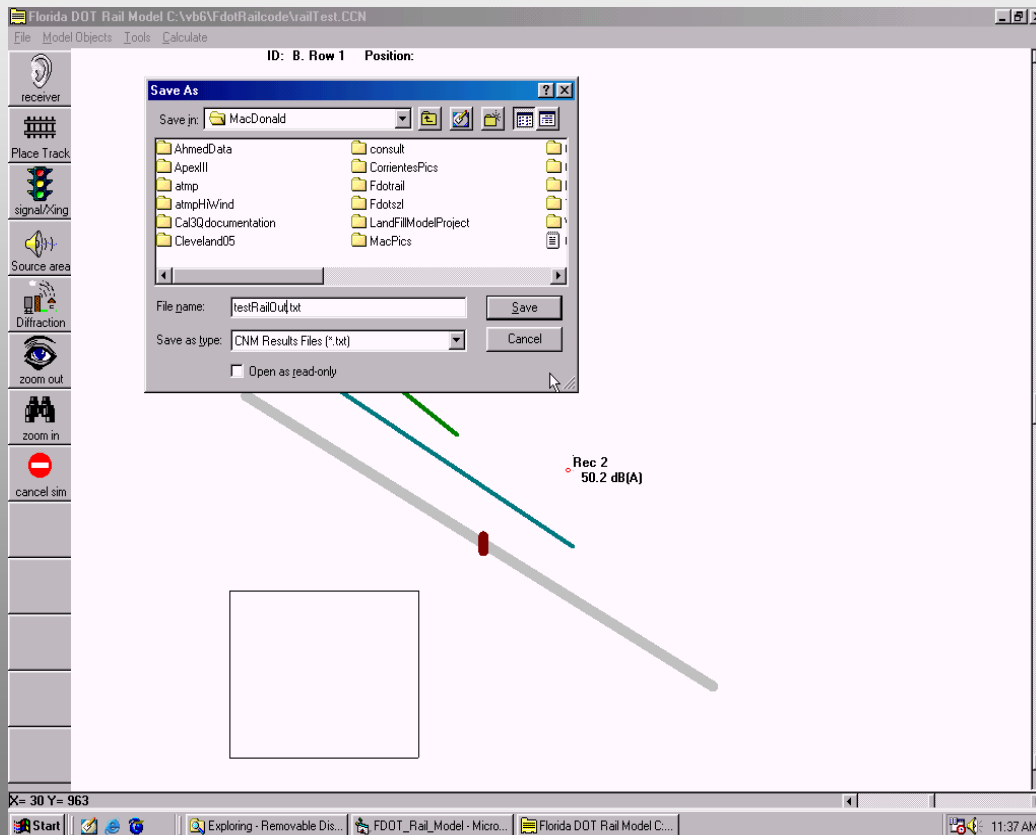 Florida DOT Rail Model C:\vb6\FdotRailcode\railTest.CCN
File Model Objects Tools Calculate
ID: B. Row 1 Position:
receiver
Place Track
signal/Xing
Source area
Diffraction
zoom out
zoom in
cancel sim
Save As
Save in: MacDonald
AhmedData
ApexIII
atmp
atmpHiWind
Cal3Qdocumentation
Cleveland05
consult
CorrientesPics
Fdotrail
Fdotszl
LandFillModelProject
MacPics
File name: testRailOut.txt
Save
Save as type: CNM Results Files (*.txt)
Cancel
Open as read-only
Rec 2
50.2 dB(A)
X= 30 Y= 963
Start
Exploring - Removable Dis...
FDOT_Rail_Model - Micro...
Florida DOT Rail Model C:...
11:37 AM